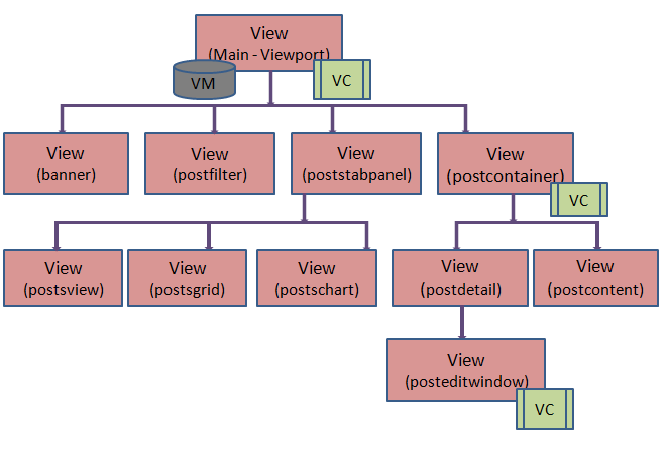 View
(Main - Viewport)
VM
VC
View
(banner)
View
(postfilter)
View
(poststabpanel)
View
(postcontainer)
VC
View
(postsview)
View
(postsgrid)
View
(postschart)
View
(postdetail)
View
(postcontent)
View
(posteditwindow)
VC